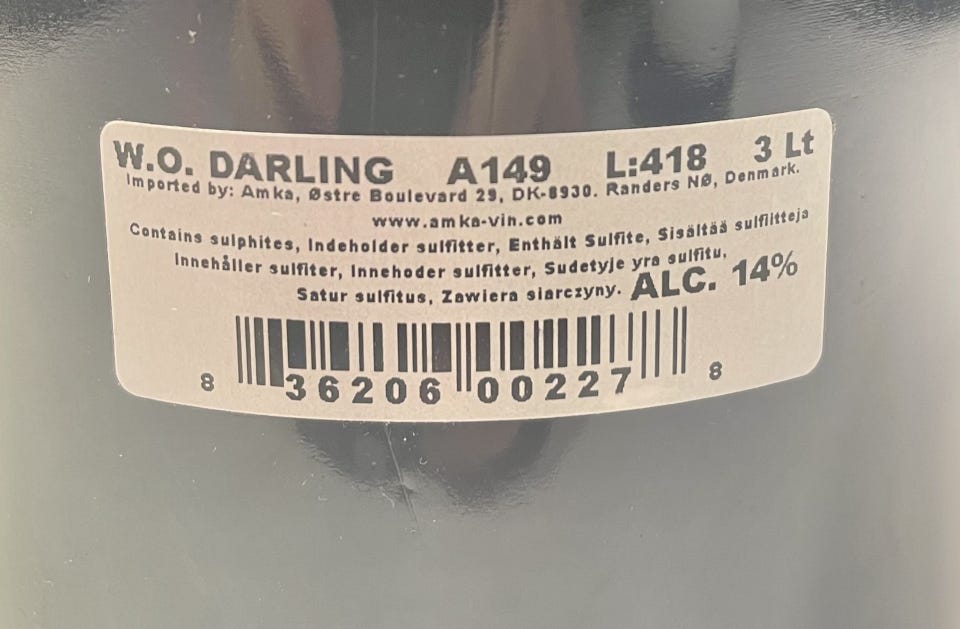 W.O. DARLING A149 L:418 3 Lt
Imported by: Amka, Østre Boulevard 29, DK-8930. Randers NØ, Denmark.
www.amka-vin.com
Contains sulphites, Indeholder sulfitter, Enthält Sulfite, Sisältää sulfiitteja
Innehåller sulfiter, Innehoder sulfitter, Sudetyje yra sulfitu,
Satur sulfitus, Zawiera siarczyny. ALC. 14%
8 36206 00227 8